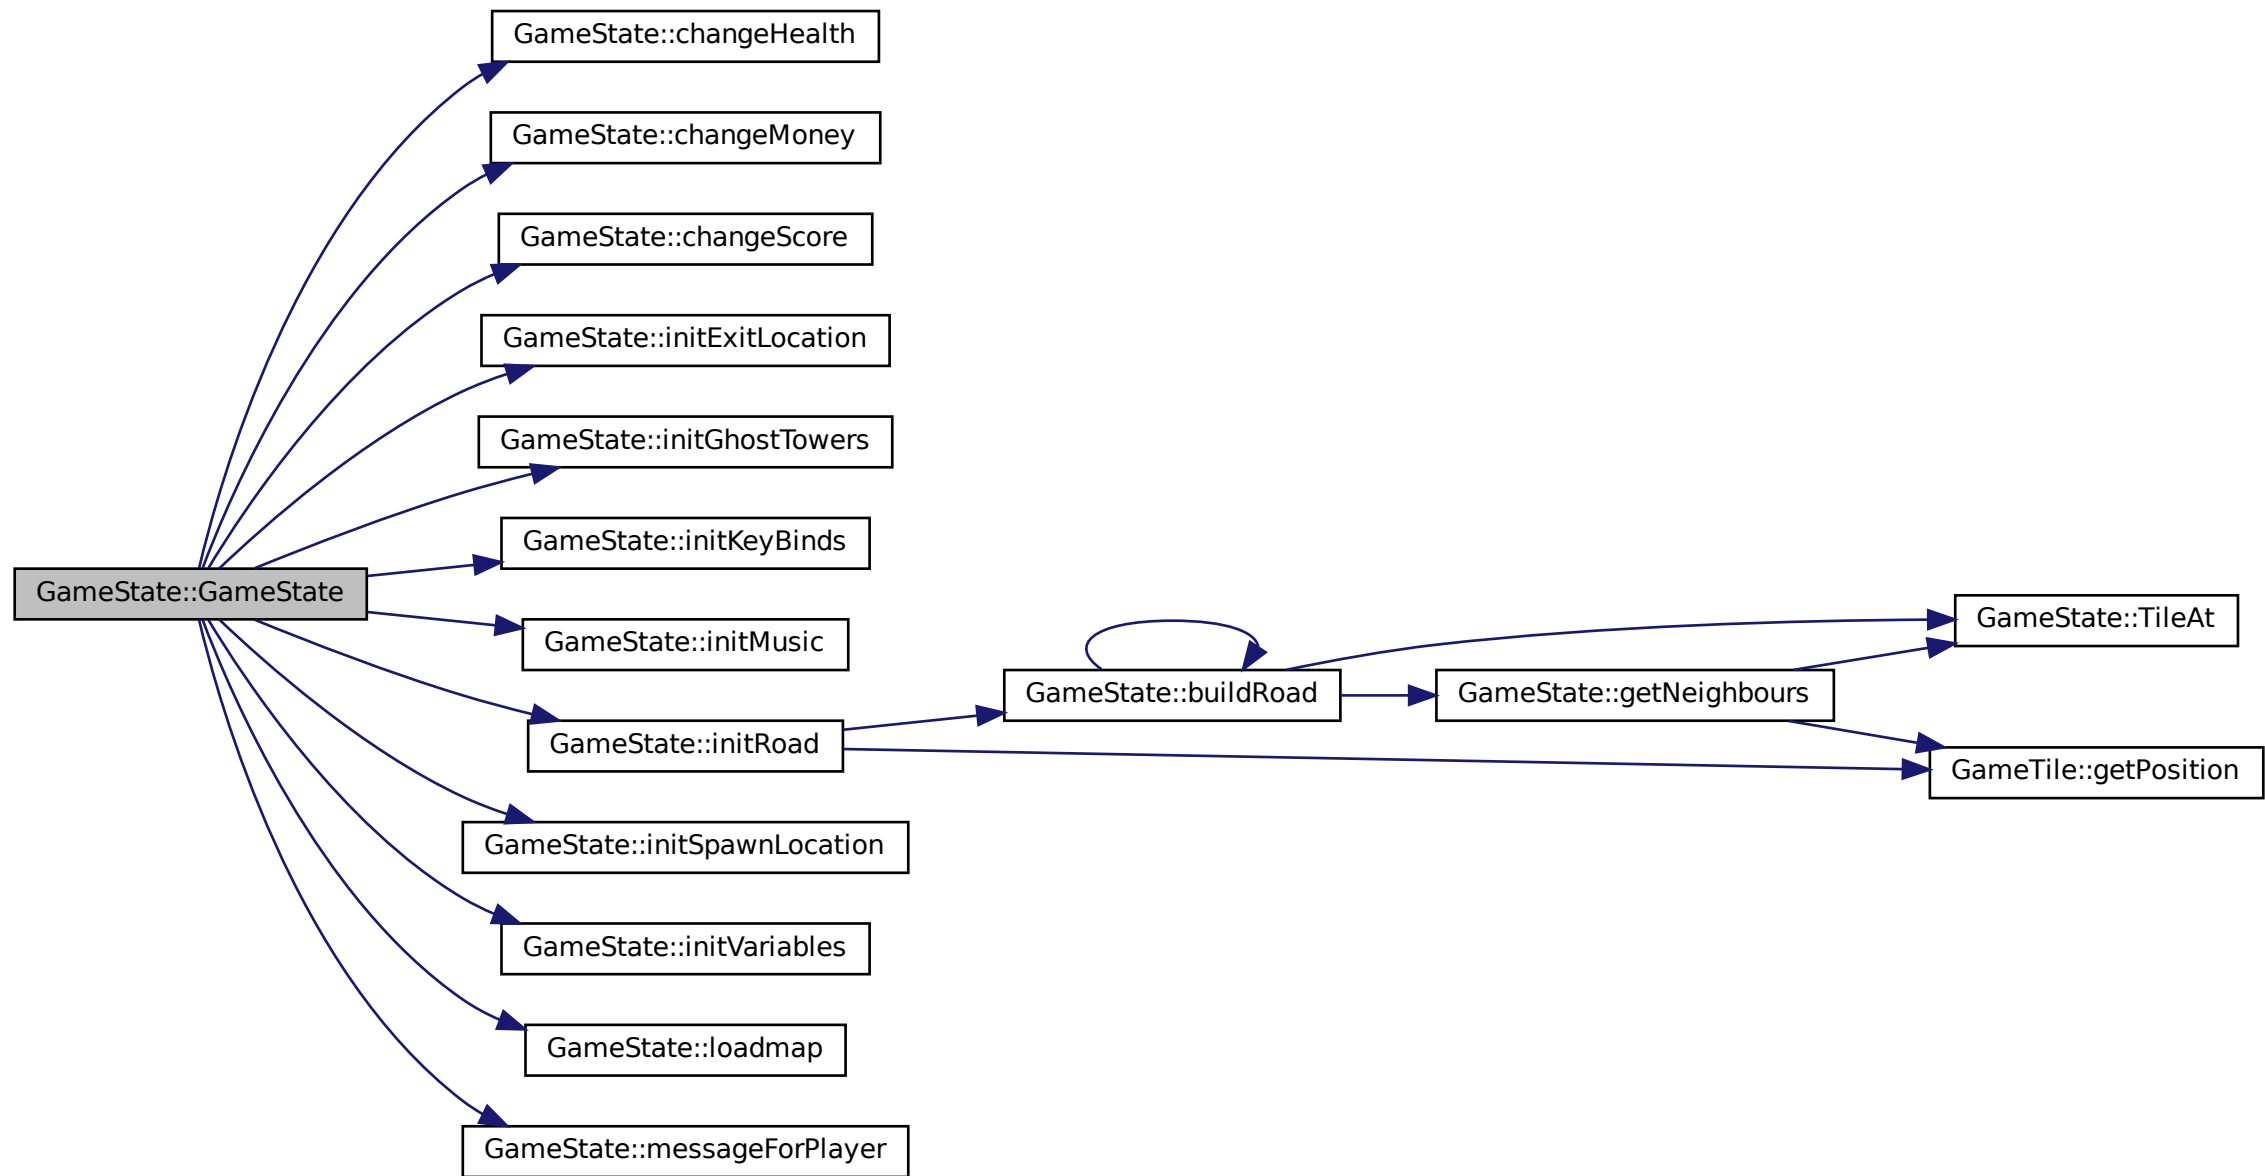 GameState::changeHealth
GameState::changeMoney
GameState::changeScore
GameState::initExitLocation
GameState::initGhostTowers
GameState::initKeyBinds
GameState::GameState
GameState::initMusic
GameState::TileAt
GameState::buildRoad
GameState::getNeighbours
GameState::initRoad
GameTile::getPosition
GameState::initSpawnLocation
GameState::initVariables
GameState::loadmap
GameState::messageForPlayer